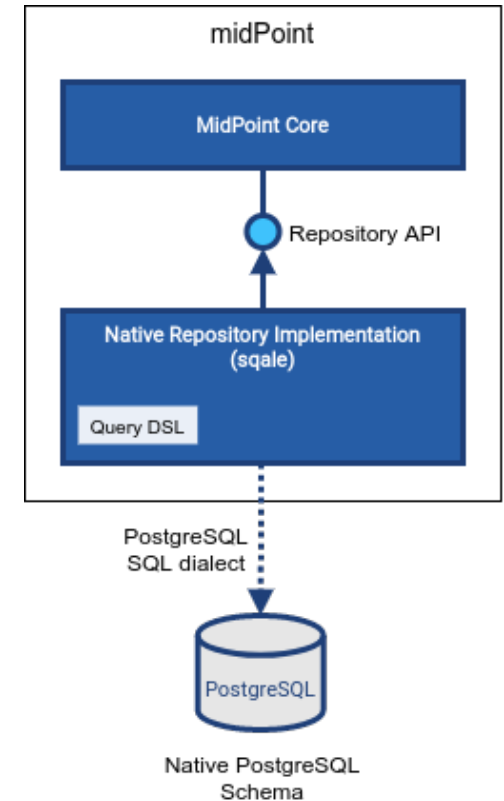 midPoint
MidPoint Core
Repository API
Native Repository Implementation
(sqale)
Query DSL
PostgreSQL
SQL dialect
PostgreSQL
Native PostgreSQL
Schema